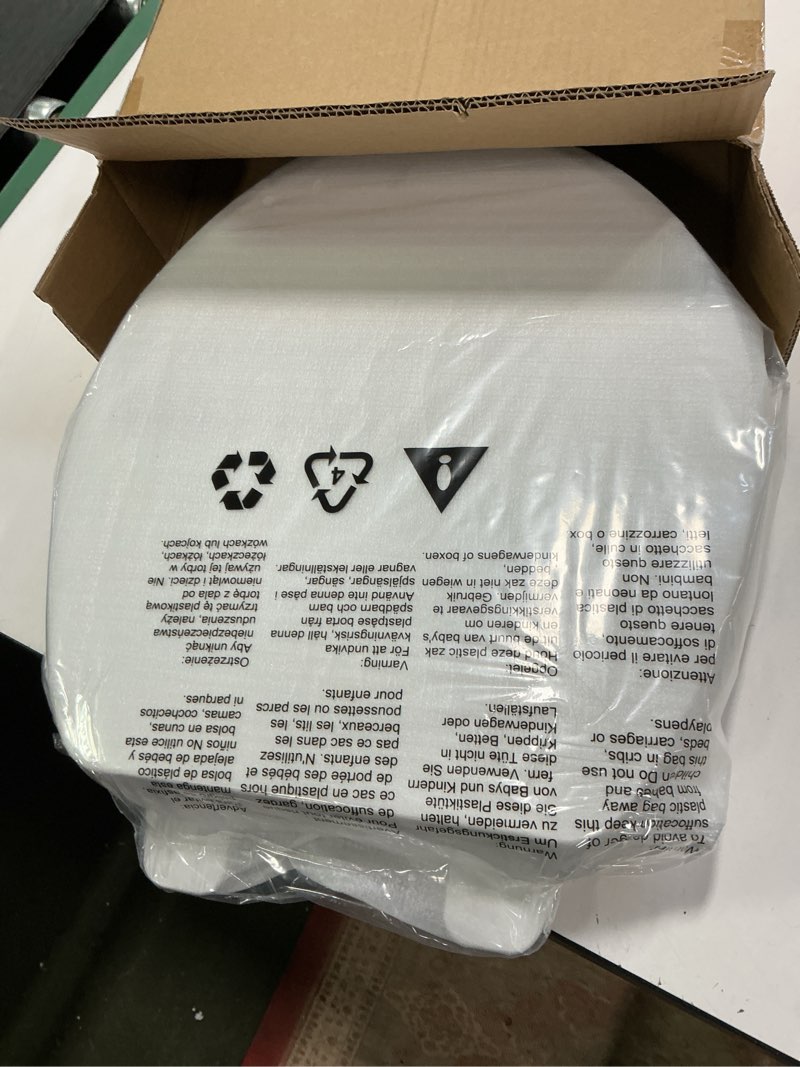 To avoid danger of
suffocation keep this
plastic bag away
from babies and
children Do not use
this bag in cribs,
beds, or carriages or
playpens.
Warnung:
Um Erstickungsgefahr
zu vermeiden, halten
Sie diese Plastiktüte
von Babys und Kindern
fern. Verwenden Sie
diese Tüte nicht in
Krippen, Betten,
Kinderwagen oder
Laufställen.
Pour éviter tout
de suffocation, gardez
ce sac en plastique hors
de portée des bébés et
des enfants. N'utilisez
pas ce sac dans les
berceaux, les lits, les
poussettes ou les parcs
pour enfants.
Advertencia
el
asfixia
mantenga esta
bolsa de plástico
alejada de bebés y
niños No utilice esta
bolsa en cunas,
camas, cochecitos
ni parques.
Attenzione:
per evitare il pericolo
di soffocamento,
tenere questo
sacchetto di plastica
lontano da neonati e
bambini. Non
utilizzare questo
sacchetto in culle,
letti, carrozzine o box
Opgelet:
Houd deze plastic zak
uit de buurt van baby's
en kinderen om
verstikkingsgevaar te
vermijden. Gebruik
deze zak niet in wiegen
, bedden,
kinderwagens of boxen.
Varning:
För att undvika
kvävningsrisk, håll denna
plastpåse borta från
spädbarn och barn
Använd inte denna påse i
spjälsängar, sängar,
vagnar eller lekställningar.
Ostrzeżenie:
Aby uniknąć
niebezpieczeństwa
uduszenia, należy
trzymać tę plastikową
torbę z dala od
niemowląt i dzieci. Nie
używaj tej torby w
łóżeczkach, łóżkach,
wózkach lub kojcach.
i
4